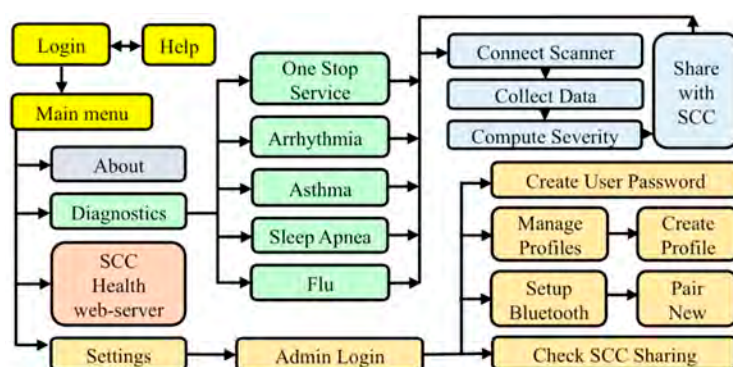 Login
Help
Main menu
About
Diagnostics
SCC
Health
web-server
Settings
One Stop
Service
Arrhythmia
Asthma
Sleep Apnea
Flu
Admin Login
Connect Scanner
Collect Data
Compute Severity
Share
with
SCC
Create User Password
Manage
Profiles
Create
Profile
Setup
Bluetooth
Pair
New
Check SCC Sharing